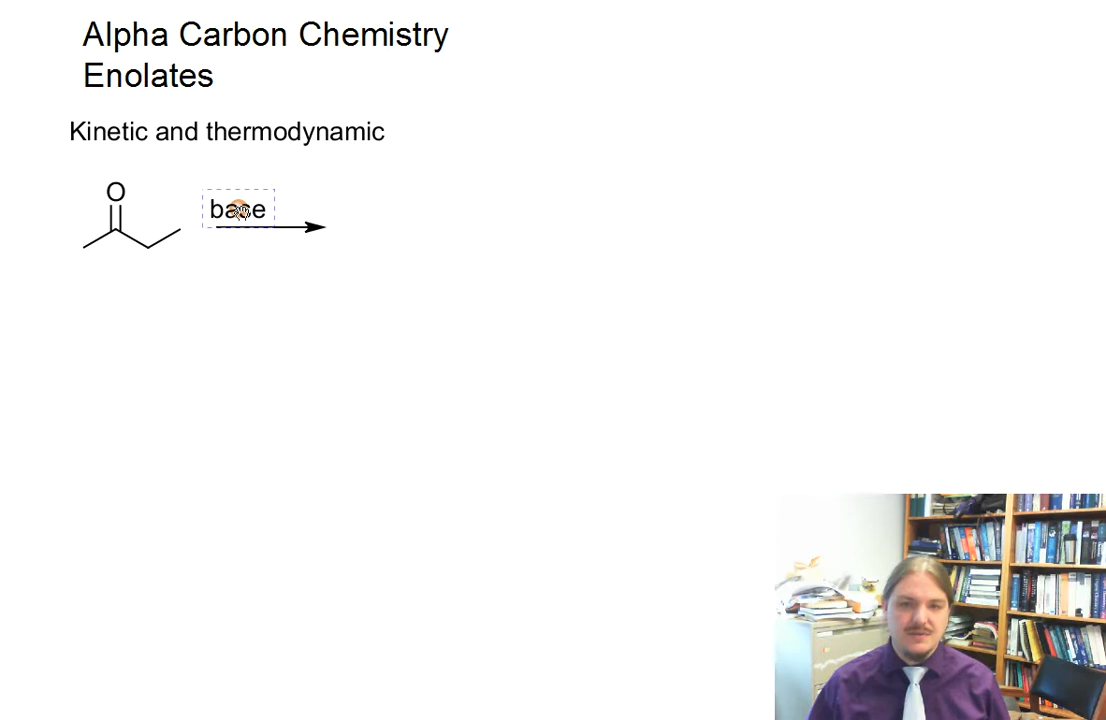 Alpha Carbon Chemistry
Enolates
Kinetic and thermodynamic
O
base